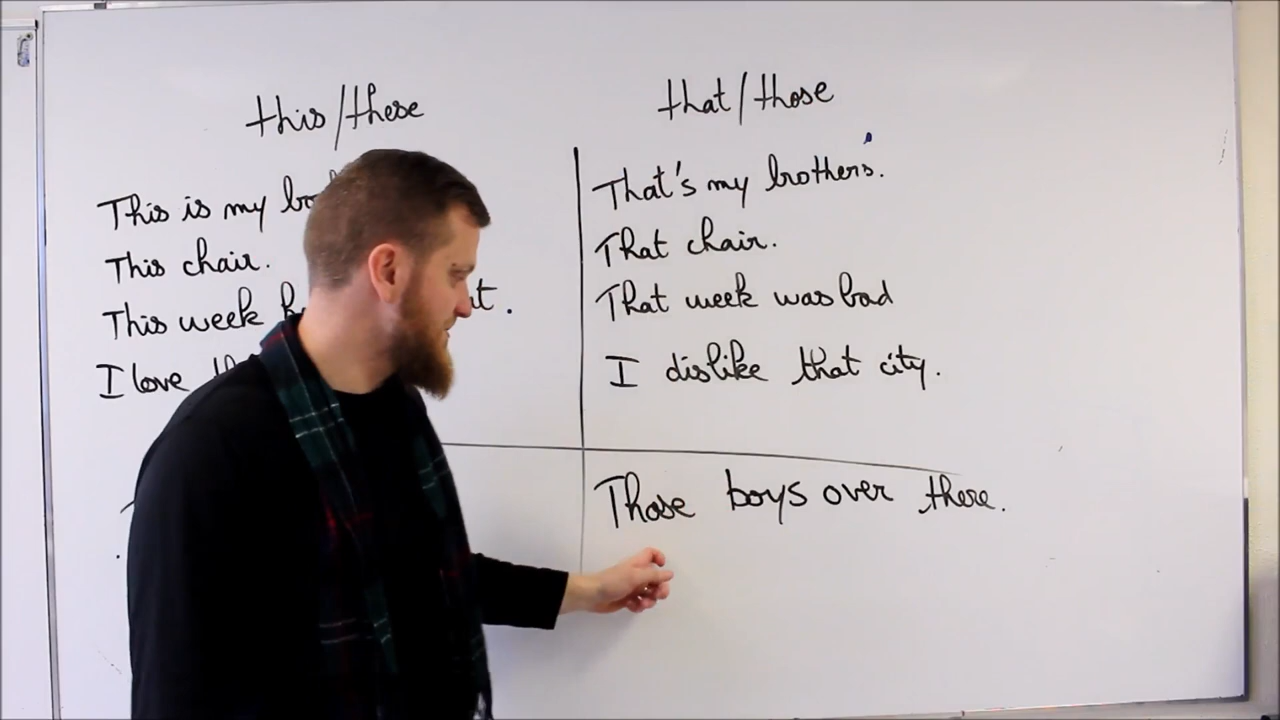 this/these
This is my
This chair.
This week
I love
that/those
That's my brothers.
That chair.
That week was bad
I dislike that city.
Those boys over there.